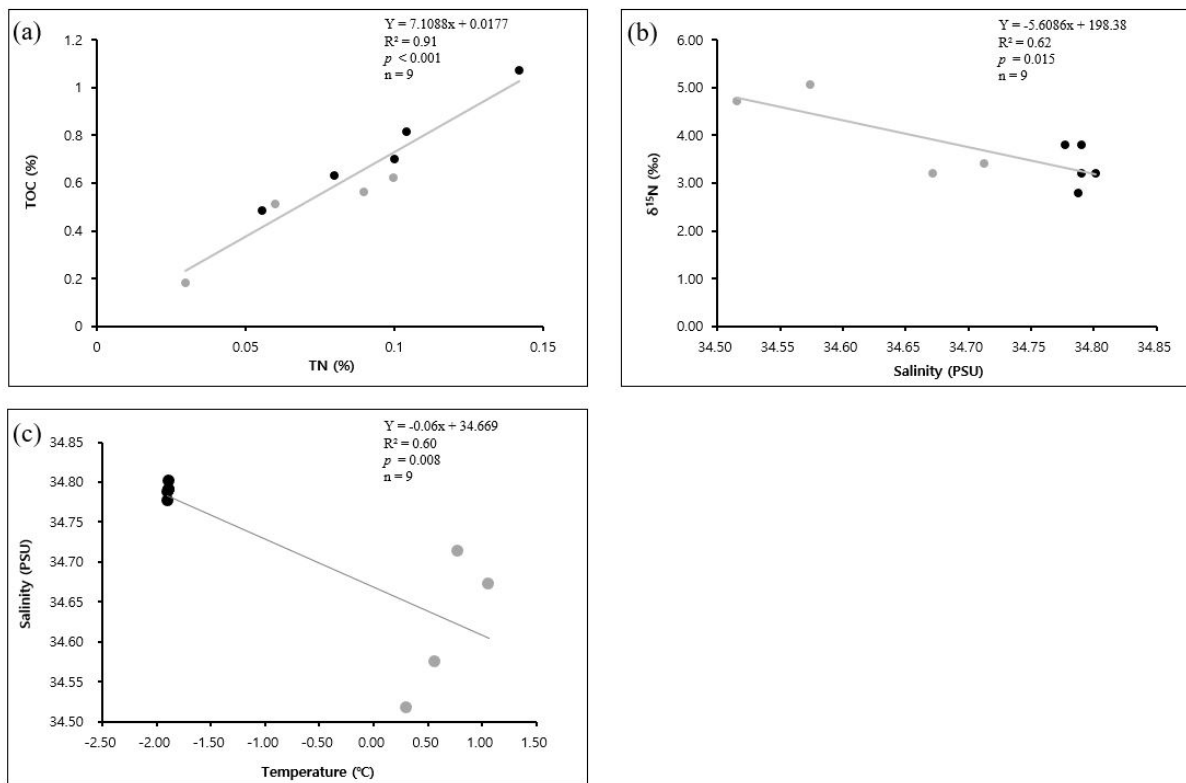 (a)
Y = 7.1088x + 0.0177
R² = 0.91
p < 0.001
n = 9
1.2
1
0.8
0.6
0.4
0.2
0
TOC (%)
0
0.05
0.1
0.15
TN (%)
(b)
Y = -5.6086x + 198.38
R² = 0.62
p = 0.015
n = 9
6.00
5.00
4.00
3.00
2.00
1.00
0.00
δ¹⁵N (‰)
34.50
34.55
34.60
34.65
34.70
34.75
34.80
34.85
Salinity (PSU)
(c)
Y = -0.06x + 34.669
R² = 0.60
p = 0.008
n = 9
34.85
34.80
34.75
34.70
34.65
34.60
34.55
34.50
Salinity (PSU)
-2.50
-2.00
-1.50
-1.00
-0.50
0.00
0.50
1.00
1.50
Temperature (℃)